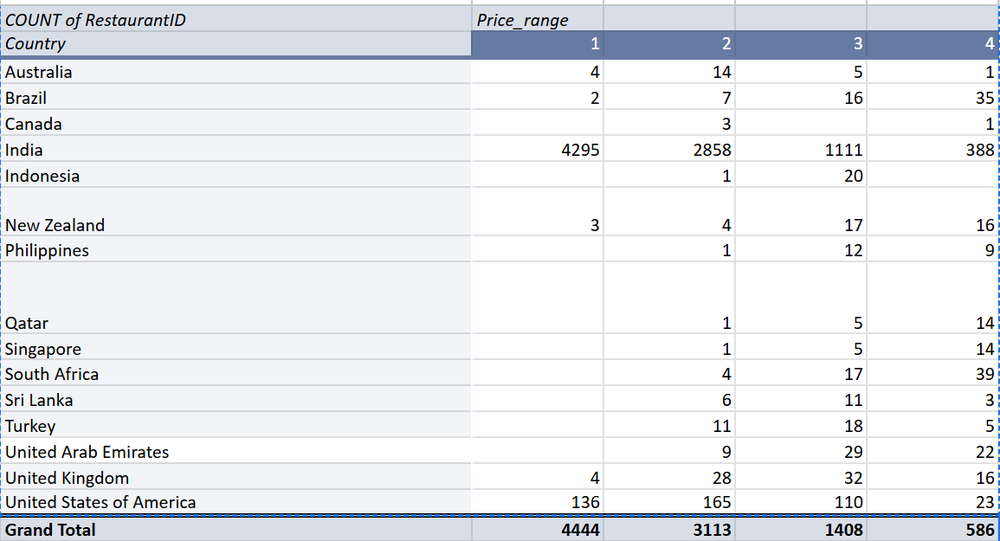 COUNT of RestaurantID Price_range
Country 1 2 3 4
Australia 4 14 5 1
Brazil 2 7 16 35
Canada 3 1
India 4295 2858 1111 388
Indonesia 1 20
New Zealand 3 4 17 16
Philippines 1 12 9
Qatar 1 5 14
Singapore 1 5 14
South Africa 4 17 39
Sri Lanka 6 11 3
Turkey 11 18 5
United Arab Emirates 9 29 22
United Kingdom 4 28 32 16
United States of America 136 165 110 23
Grand Total 4444 3113 1408 586